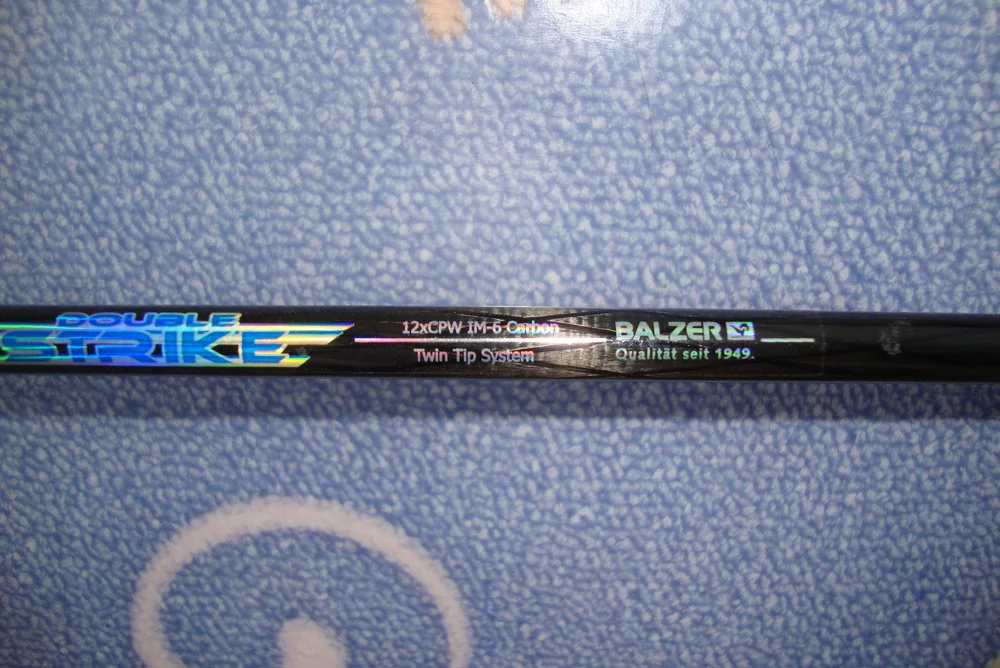 DOUBLE
STRIKE
12xCPW IM-6 Carbon
Twin Tip System
BALZER
Qualität seit 1949.